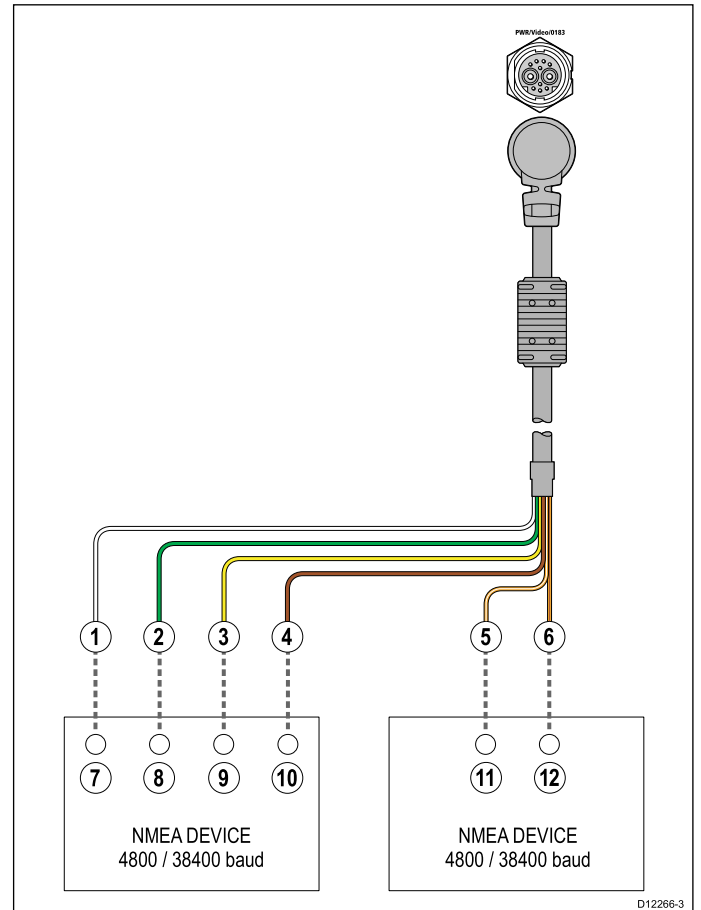 PWR/Video/0183
1 2 3 4 5 6
7 8 9 10 11 12
NMEA DEVICE
4800 / 38400 baud
NMEA DEVICE
4800 / 38400 baud
D12266-3